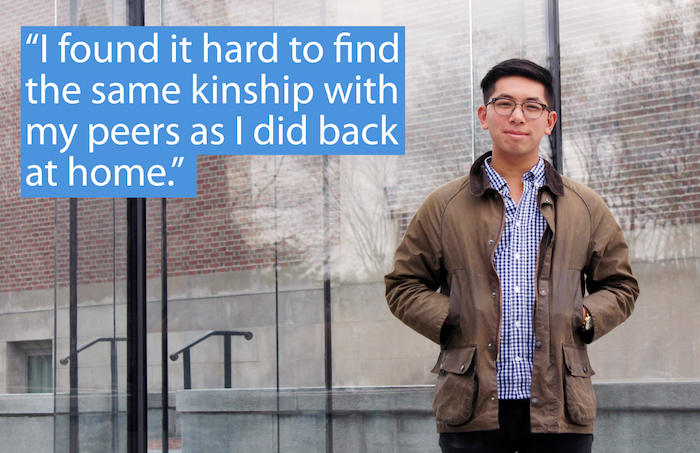 “I found it hard to find
the same kinship with
my peers as I did back
at home.”